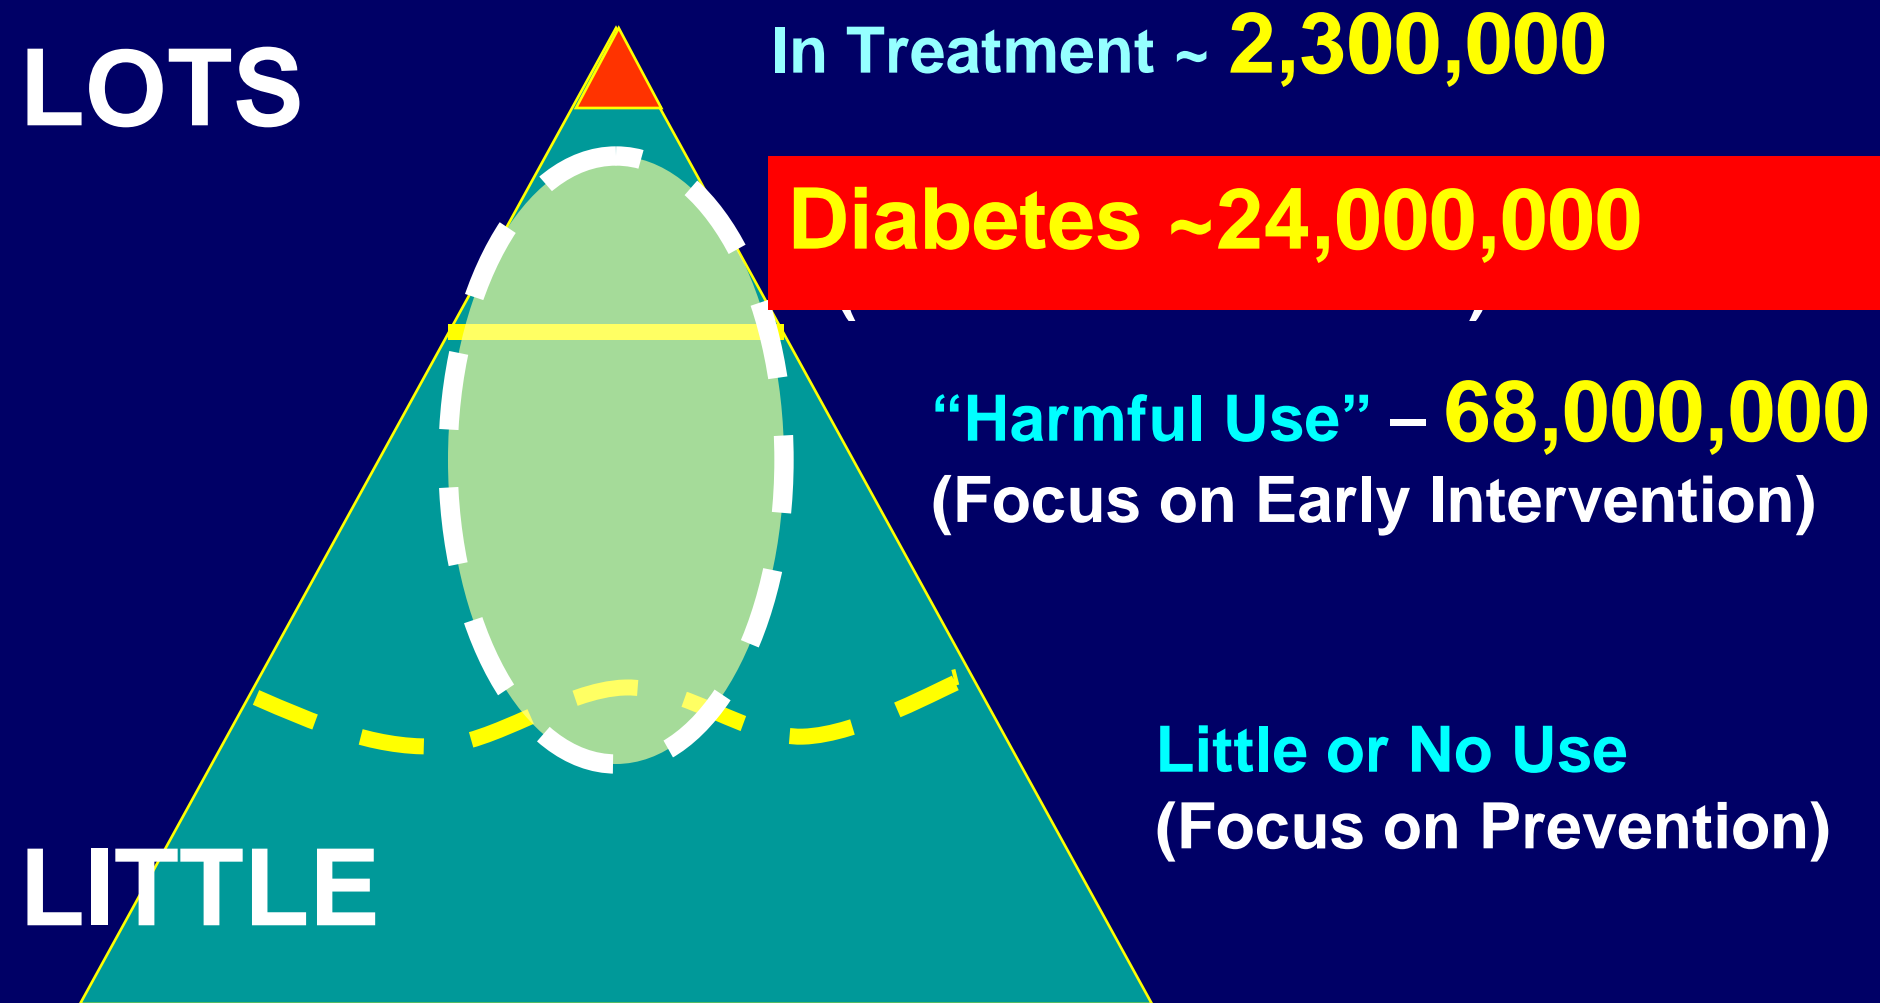 LOTS
In Treatment ~ 2,300,000
Diabetes ~24,000,000
“Harmful Use” – 68,000,000
(Focus on Early Intervention)
Little or No Use
(Focus on Prevention)
LITTLE